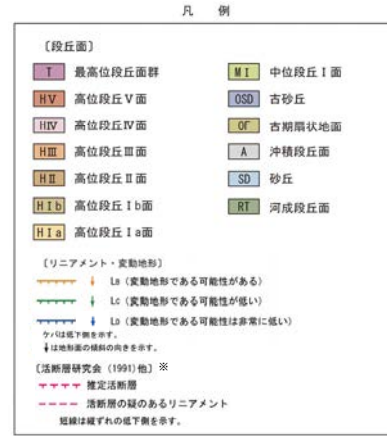 凡 例
〔段丘面〕
T 最高位段丘面群
HⅤ 高位段丘Ⅴ面
HⅣ 高位段丘Ⅳ面
HⅢ 高位段丘Ⅲ面
HⅡ 高位段丘Ⅱ面
HⅠb 高位段丘Ⅰb面
HⅠa 高位段丘Ⅰa面
MⅠ 中位段丘Ⅰ面
OSD 古砂丘
Of 古期扇状地面
A 沖積段丘面
SD 砂丘
RT 河成段丘面
〔リニアメント・変動地形〕
LB (変動地形である可能性がある)
LC (変動地形である可能性が低い)
LD (変動地形である可能性は非常に低い)
ケバは低下側を示す。
↓は地形面の傾斜の向きを示す。
〔活断層研究会(1991)他〕※
推定活断層
活断層の疑のあるリニアメント
短線は縦ずれの低下側を示す。